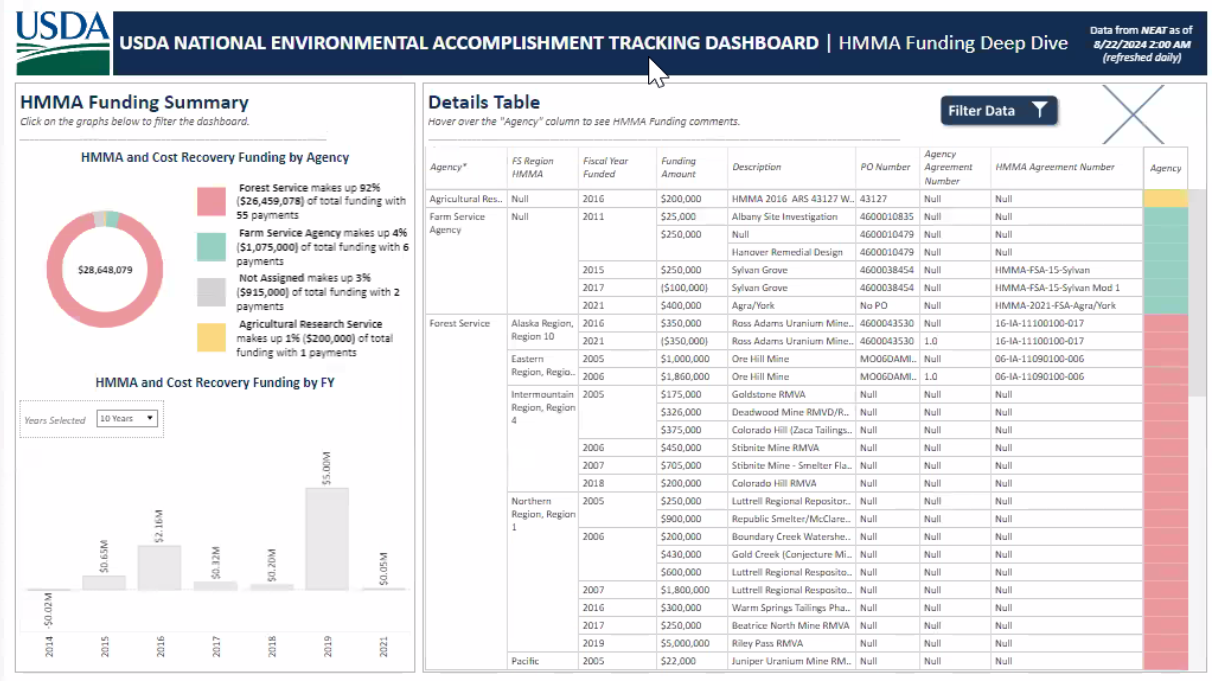 USDA
USDA NATIONAL ENVIRONMENTAL ACCOMPLISHMENT TRACKING DASHBOARD | HMMA Funding Deep Dive
Data from NEAT as of
8/22/2024 2:00 AM
(refreshed daily)
HMMA Funding Summary
Click on the graphs below to filter the dashboard.
HMMA and Cost Recovery Funding by Agency
$28,648,079
Forest Service makes up 92%
($26,459,078) of total funding with
55 payments
Farm Service Agency makes up 4%
($1,075,000) of total funding with 6
payments
Not Assigned makes up 3%
($915,000) of total funding with 2
payments
Agricultural Research Service
makes up 1% ($200,000) of total
funding with 1 payments
HMMA and Cost Recovery Funding by FY
Years Selected 10 Years
-$0.02M
$0.65M
$2.16M
$0.32M
$0.20M
$5.00M
$0.05M
2014
2015
2016
2017
2018
2019
2021
Details Table
Hover over the "Agency" column to see HMMA Funding comments.
Filter Data
Agency* FS Region HMMA Fiscal Year Funded Funding Amount Description PO Number Agency Agreement Number HMMA Agreement Number Agency
Agricultural Res.. Null 2016 $200,000 HMMA 2016 ARS 43127 W.. 43127 Null Null
Farm Service Agency Null 2011 $25,000 Albany Site Investigation 4600010835 Null Null
$250,000 Null 4600010479 Null Null
Hanover Remedial Design 4600010479 Null Null
2015 $250,000 Sylvan Grove 4600038454 Null HMMA-FSA-15-Sylvan
2017 ($100,000) Sylvan Grove 4600038454 Null HMMA-FSA-15-Sylvan Mod 1
2021 $400,000 Agra/York No PO Null HMMA-2021-FSA-Agra/York
Forest Service Alaska Region, Region 10 2016 $350,000 Ross Adams Uranium Mine.. 4600043530 Null 16-IA-11100100-017
2021 ($350,000) Ross Adams Uranium Mine.. 4600043530 1.0 16-IA-11100100-017
Eastern Region, Regio.. 2005 $1,000,000 Ore Hill Mine MO06DAMI.. Null 06-IA-11090100-006
2006 $1,860,000 Ore Hill Mine MO06DAMI.. 1.0 06-IA-11090100-006
Intermountain Region, Region 4 2005 $175,000 Goldstone RMVA Null Null Null
$326,000 Deadwood Mine RMVD/R.. Null Null Null
$375,000 Colorado Hill (Zaca Tailings.. Null Null Null
2006 $450,000 Stibnite Mine RMVA Null Null Null
2007 $705,000 Stibnite Mine - Smelter Fla.. Null Null Null
2018 $200,000 Colorado Hill RMVA Null Null Null
Northern Region, Region 1 2005 $250,000 Luttrell Regional Repositor.. Null Null Null
$900,000 Republic Smelter/McClare.. Null Null Null
2006 $200,000 Boundary Creek Watershe.. Null Null Null
$430,000 Gold Creek (Conjecture Mi.. Null Null Null
$600,000 Luttrell Regional Resposito.. Null Null Null
2007 $1,800,000 Luttrell Regional Resposito.. Null Null Null
2016 $300,000 Warm Springs Tailings Pha.. Null Null Null
2017 $250,000 Beatrice North Mine RMVA Null Null Null
2019 $5,000,000 Riley Pass RMVA Null Null Null
Pacific 2005 $22,000 Juniper Uranium Mine RM.. Null Null Null